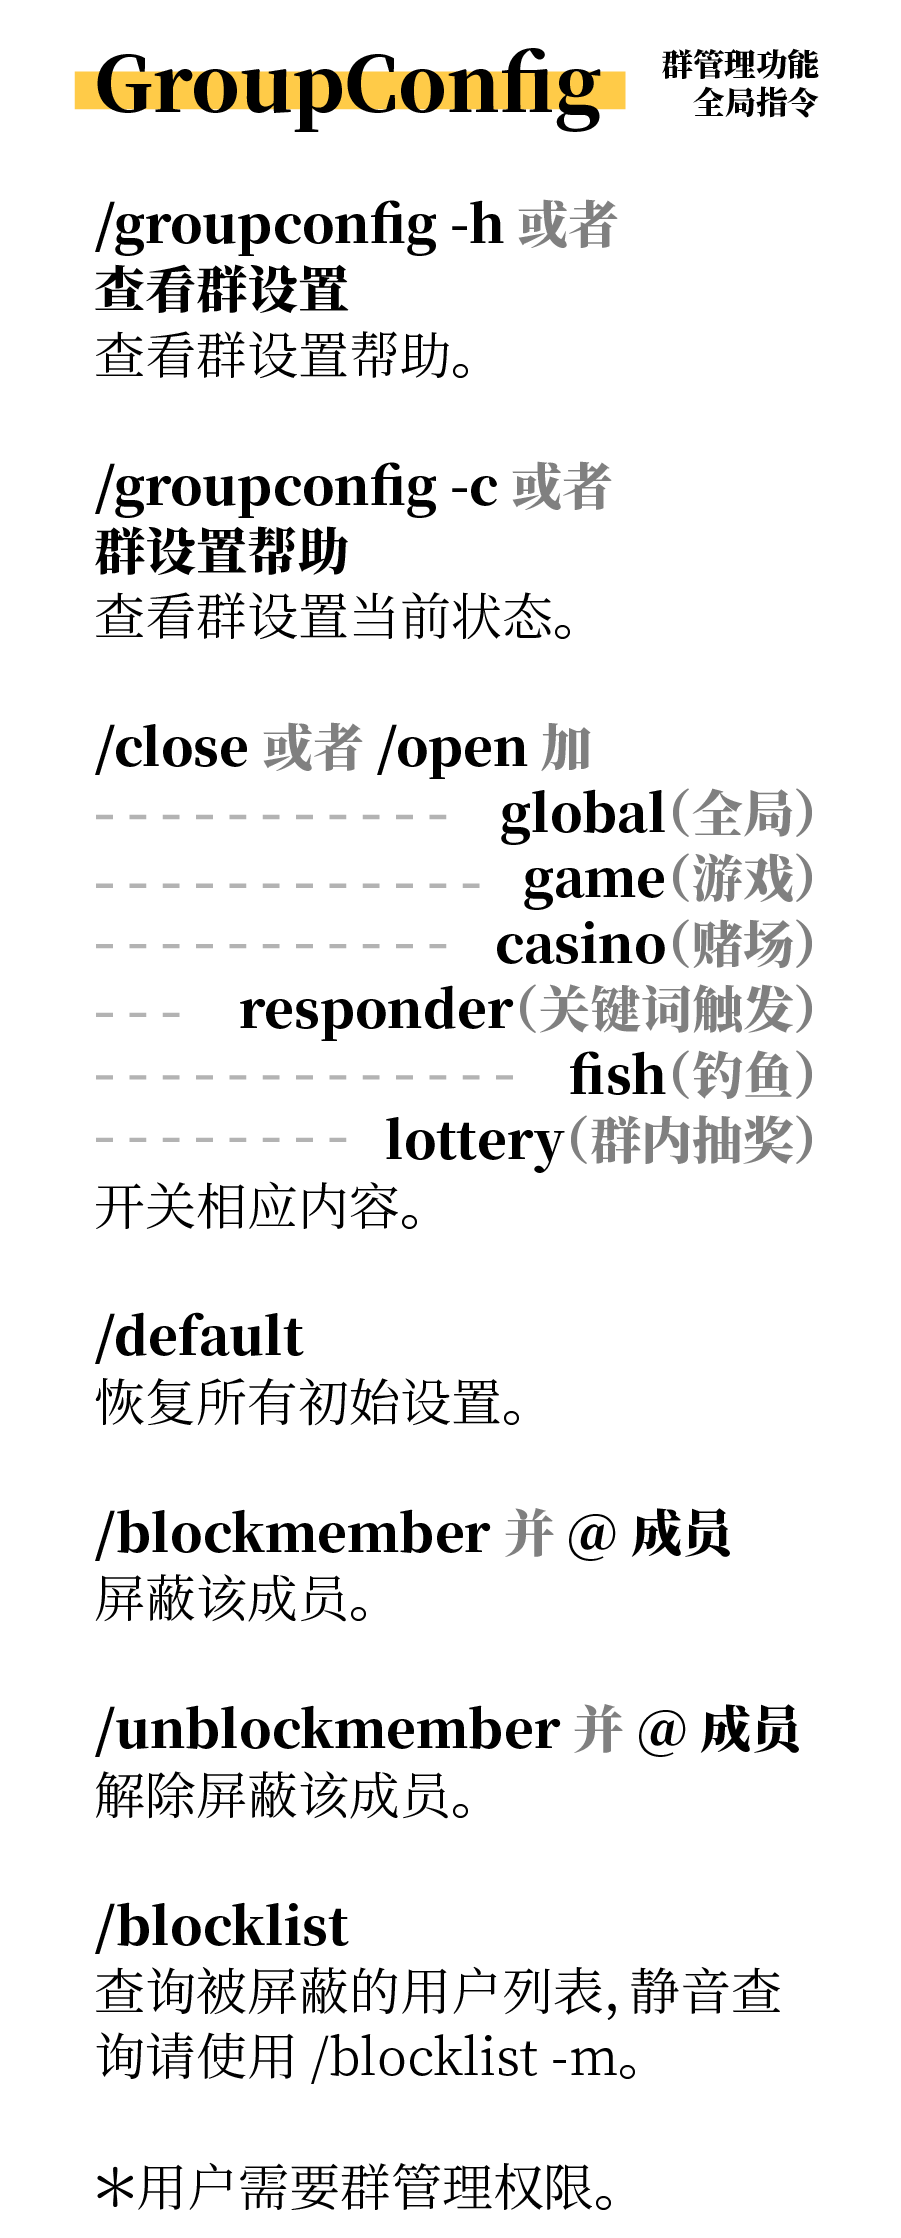 GroupConfig
群管理功能
全局指令
/groupconfig -h 或者
查看群设置
查看群设置帮助。
/groupconfig -c 或者
群设置帮助
查看群设置当前状态。
/close 或者 /open 加
global(全局)
game(游戏)
casino(赌场)
responder(关键词触发)
fish(钓鱼)
lottery(群内抽奖)
开关相应内容。
/default
恢复所有初始设置。
/blockmember 并 @ 成员
屏蔽该成员。
/unblockmember 并 @ 成员
解除屏蔽该成员。
/blocklist
查询被屏蔽的用户列表, 静音查
询请使用 /blocklist -m。
＊用户需要群管理权限。